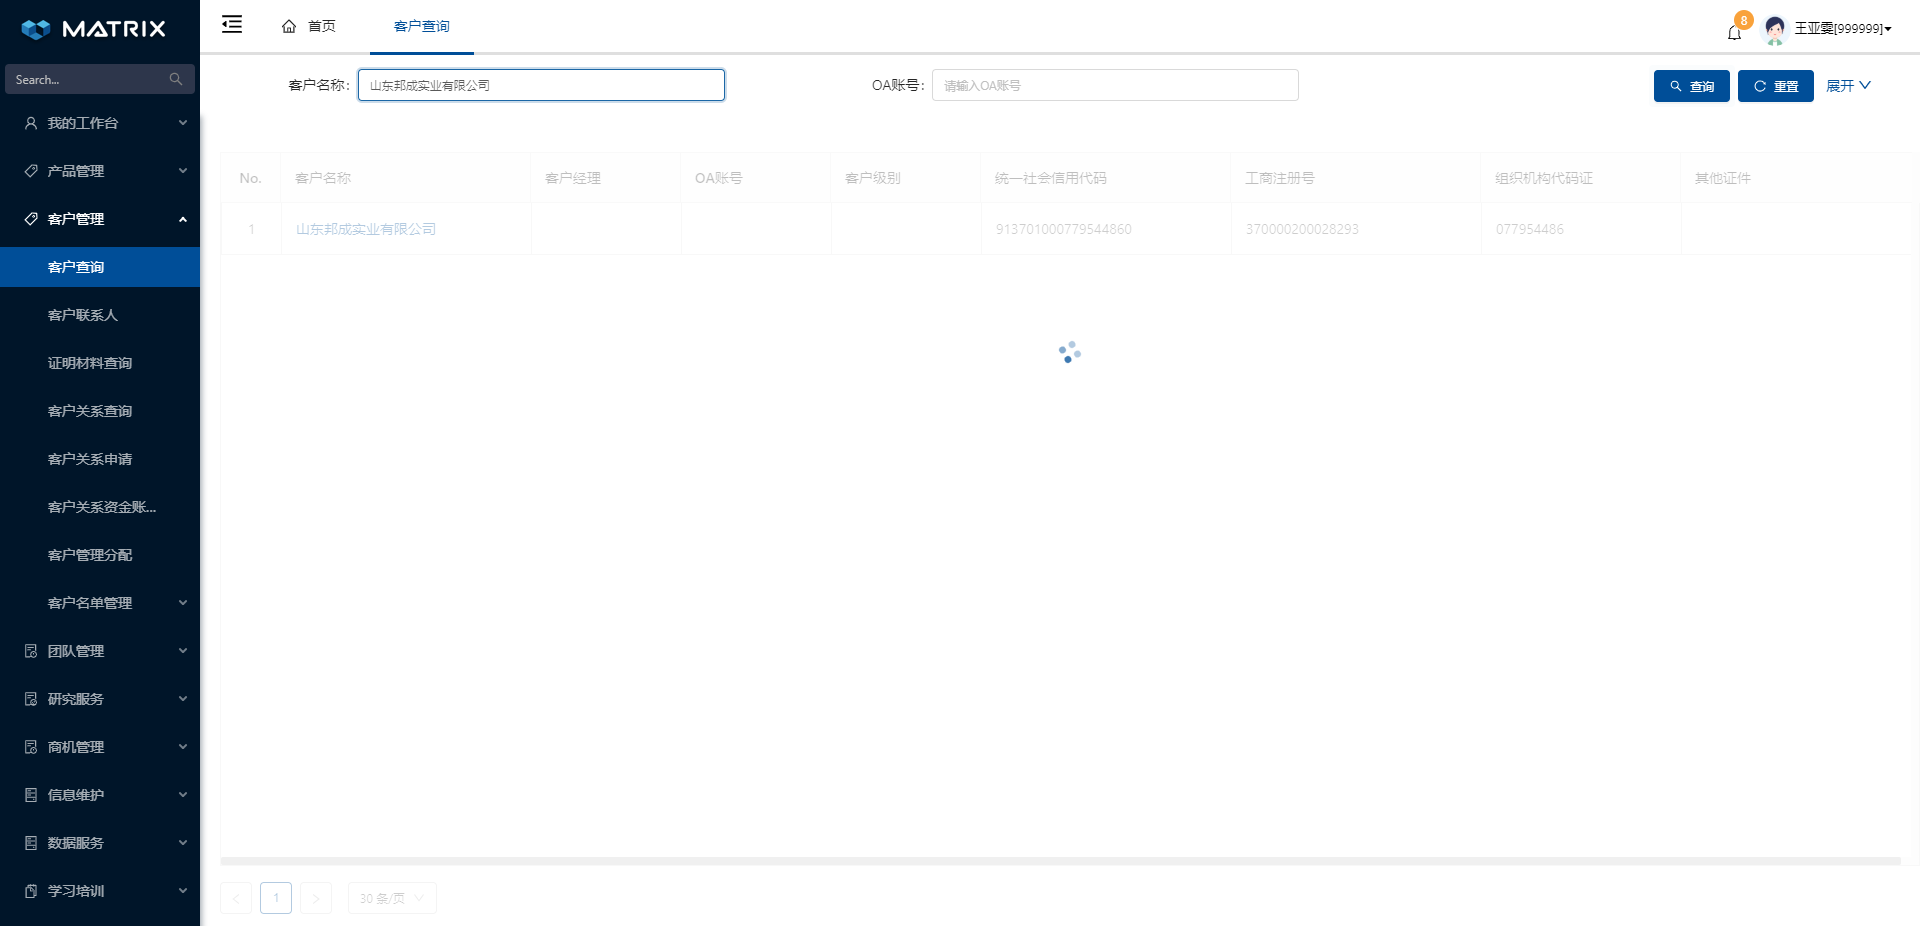 MATRIX
首页
客户查询
8
王亚雯[999999]
Search...
客户名称:
山东邦成实业有限公司
OA账号:
请输入OA账号
查询
重置
展开
我的工作台
产品管理
客户管理
客户查询
客户联系人
证明材料查询
客户关系查询
客户关系申请
客户关系资金账...
客户管理分配
客户名单管理
团队管理
研究服务
商机管理
信息维护
数据服务
学习培训
No. 客户名称 客户经理 OA账号 客户级别 统一社会信用代码 工商注册号 组织机构代码证 其他证件
1 山东邦成实业有限公司 913701000779544860 370000200028293 077954486
1
30 条/页